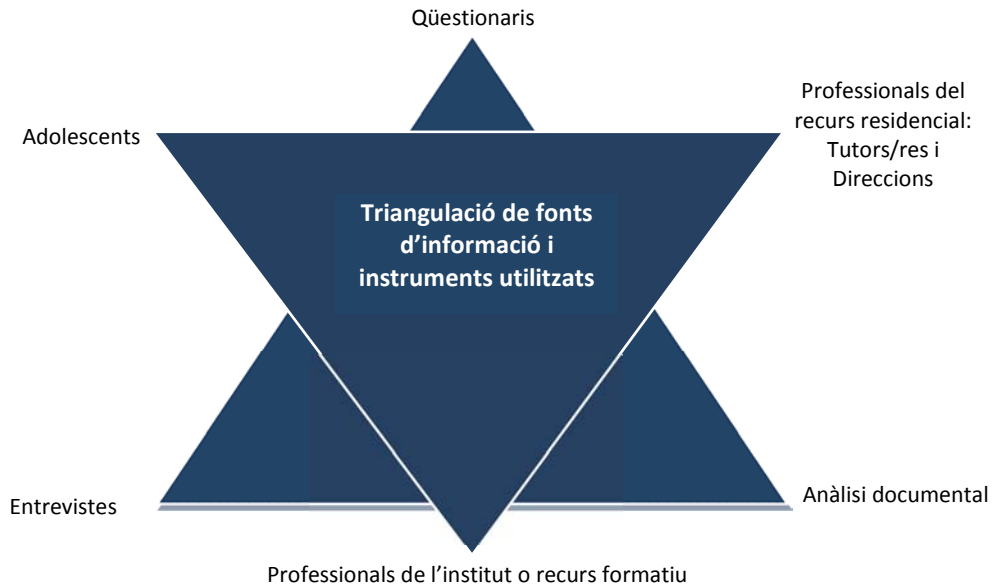 Qüestionaris
Adolescents
Professionals del
recurs residencial:
Tutors/res i
Direccions
Triangulació de fonts
d’informació i
instruments utilitzats
Entrevistes
Anàlisi documental
Professionals de l’institut o recurs formatiu